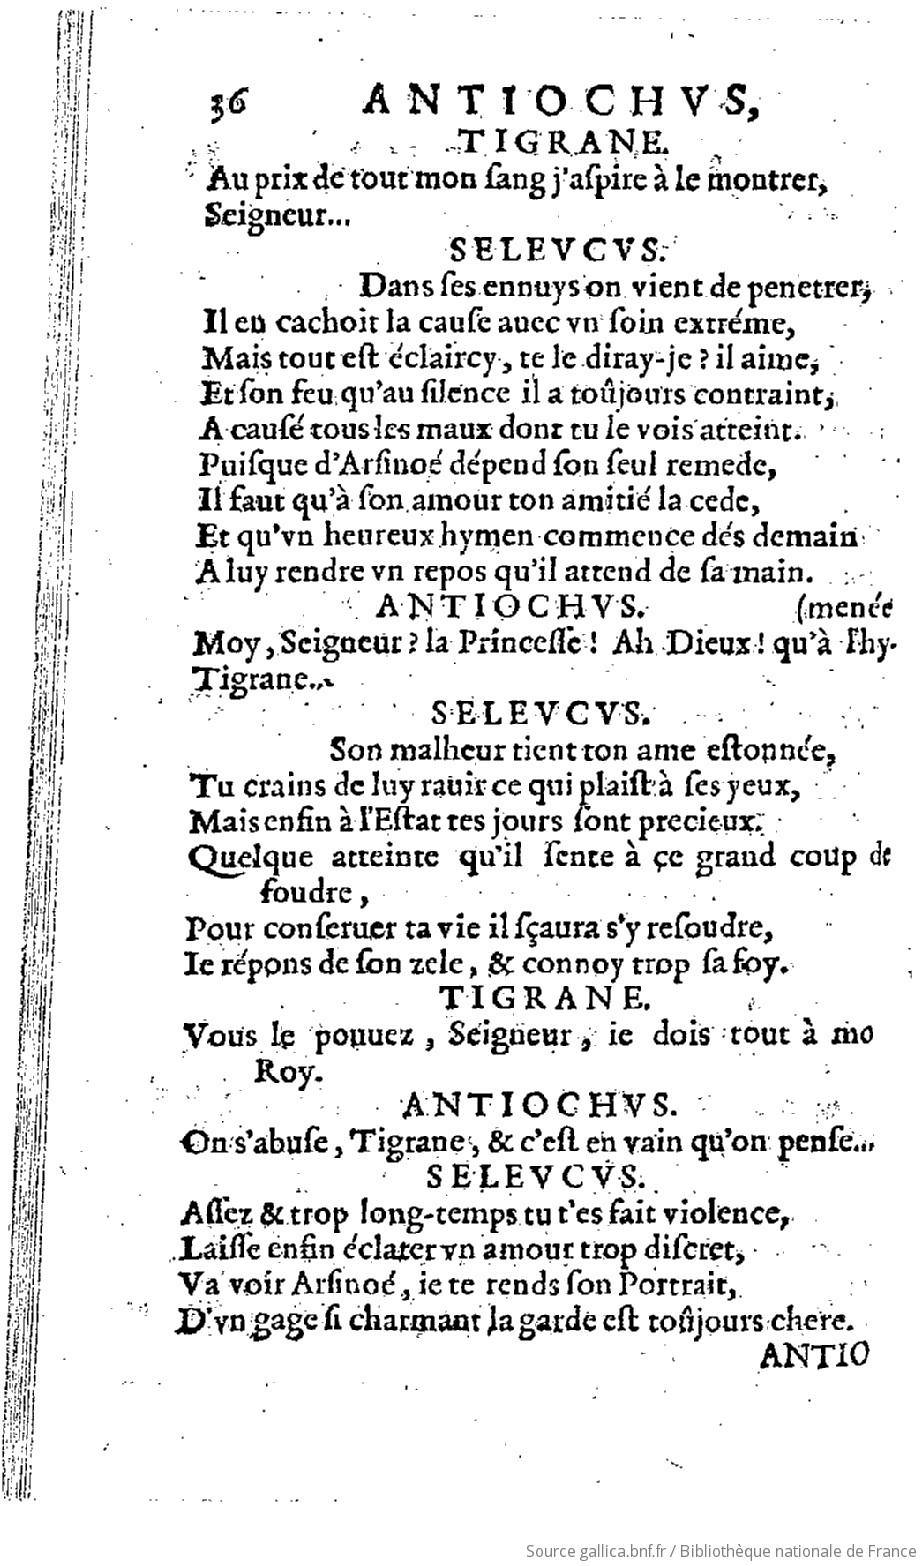 36 ANTIOCHVS,
TIGRANE.
Au prix de tout mon ſang j'aſpire à le montrer,
Seigneur...
SELEVCVS.
Dans ſes ennuys on vient de penetrer;
Il en cachoit la cauſe auec vn ſoin extréme,
Mais tout eſt éclaircy, te le diray-je ? il aime,
Et ſon feu qu'au ſilence il a toûjours contraint,
A cauſé tous les maux dont tu le vois atteint.
Puiſque d'Arſinoé dépend ſon ſeul remede,
Il faut qu'à ſon amour ton amitié la cede,
Et qu'vn heureux hymen commence dés demain
A luy rendre vn repos qu'il attend de ſa main.
ANTIOCHVS. (menée
Moy, Seigneur ? la Princeſſe ! Ah Dieux ! qu'à l'hy-
Tigrane...
SELEVCVS.
Son malheur tient ton ame eſtonnée,
Tu crains de luy rauir ce qui plaiſt à ſes yeux,
Mais enfin à l'Eſtat tes jours ſont precieux.
Quelque atteinte qu'il ſente à ce grand coup de
foudre,
Pour conſeruer ta vie il ſçaura s'y reſoudre,
Ie répons de ſon zele, & connoy trop ſa foy.
TIGRANE.
Vous le pouuez, Seigneur, ie dois tout à mo
Roy.
ANTIOCHVS.
On s'abuſe, Tigrane, & c'eſt en vain qu'on penſe...
SELEVCVS.
Aſſez & trop long-temps tu t'es fait violence,
Laiſſe enfin éclater vn amour trop diſcret,
Va voir Arſinoé, ie te rends ſon Portrait,
D'vn gage ſi charmant la garde eſt toûjours chere.
ANTIO
Source gallica.bnf.fr / Bibliothèque nationale de France